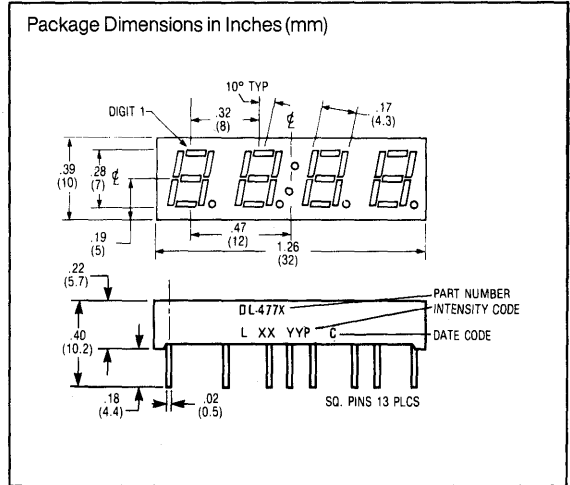 Package Dimensions in Inches (mm)
10° TYP
DIGIT 1
.32
(8)
℄
.17
(4.3)
.39
(10)
.28
(7)
℄
.19
(5)
.47
(12)
1.26
(32)
.22
(5.7)
DL-477X
PART NUMBER
L XX YYP C
INTENSITY CODE
DATE CODE
.40
(10.2)
.18
(4.4)
.02
(0.5)
SQ. PINS 13 PLCS